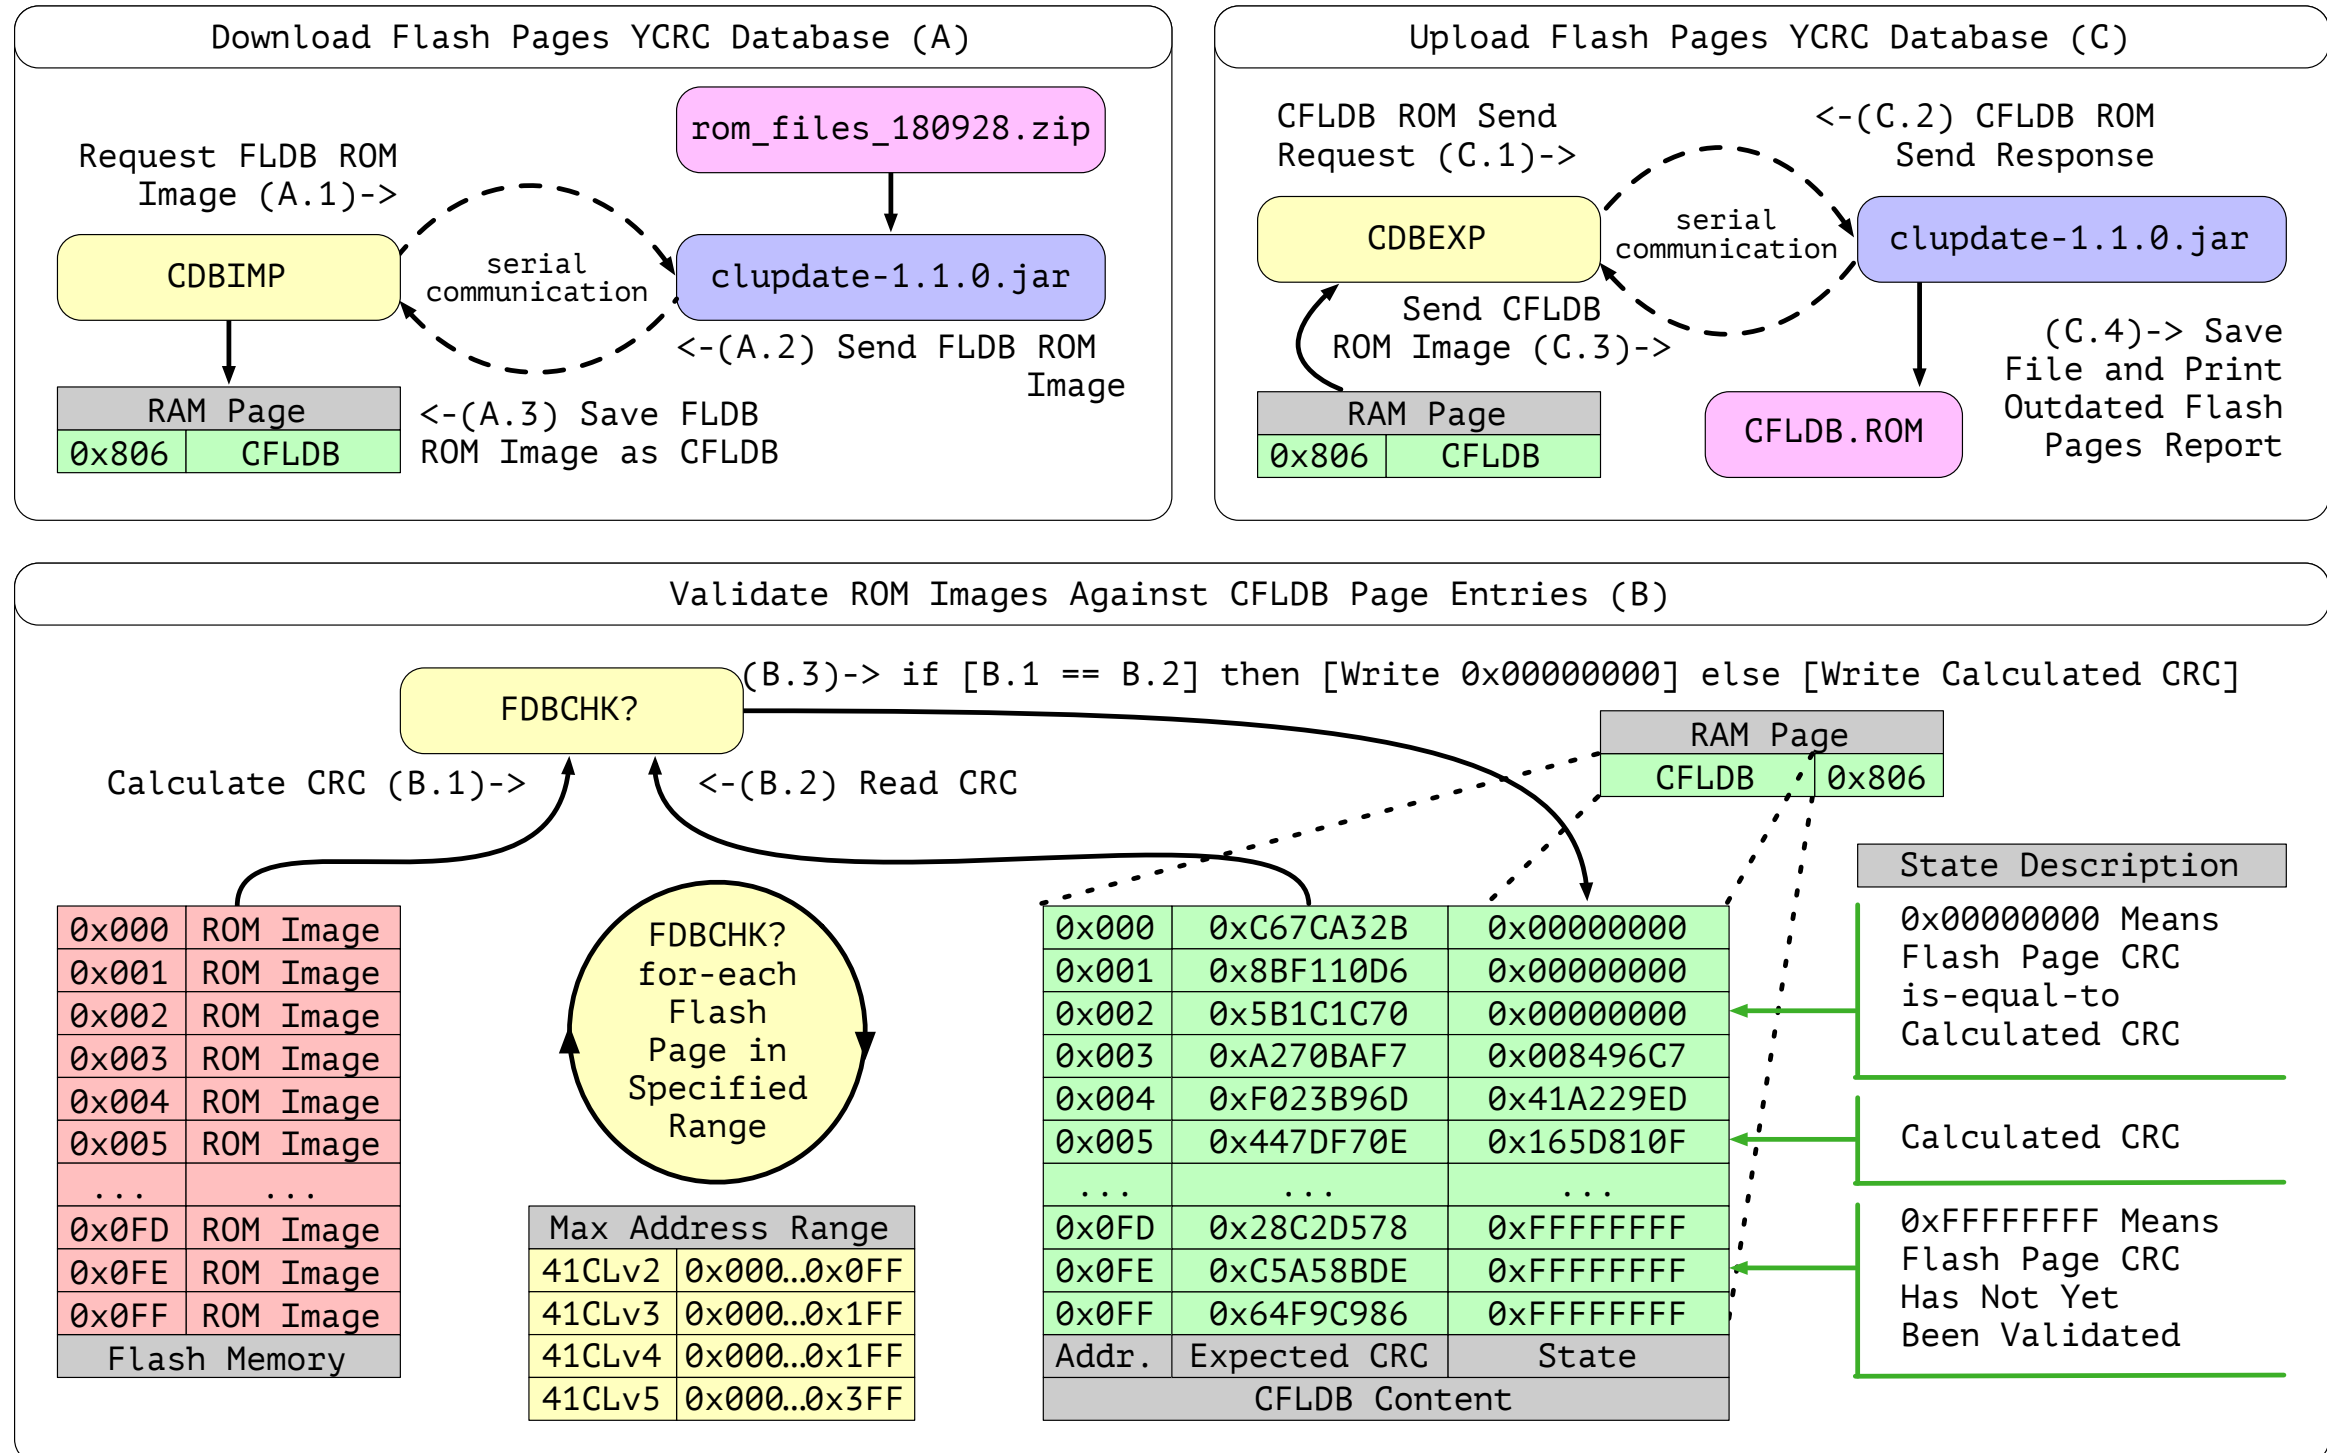 Download Flash Pages YCRC Database (A)
rom_files_180928.zip
Request FLDB ROM
Image (A.1)->
CDBIMP
serial
communication
clupdate-1.1.0.jar
<-(A.2) Send FLDB ROM
Image
RAM Page
0x806 CFLDB
<-(A.3) Save FLDB
ROM Image as CFLDB
Upload Flash Pages YCRC Database (C)
CFLDB ROM Send
Request (C.1)->
<-(C.2) CFLDB ROM
Send Response
CDBEXP
serial
communication
clupdate-1.1.0.jar
Send CFLDB
ROM Image (C.3)->
(C.4)-> Save
File and Print
Outdated Flash
Pages Report
RAM Page
0x806 CFLDB
CFLDB.ROM
Validate ROM Images Against CFLDB Page Entries (B)
(B.3)-> if [B.1 == B.2] then [Write 0x00000000] else [Write Calculated CRC]
FDBCHK?
RAM Page
CFLDB 0x806
Calculate CRC (B.1)->
<-(B.2) Read CRC
0x000 ROM Image
0x001 ROM Image
0x002 ROM Image
0x003 ROM Image
0x004 ROM Image
0x005 ROM Image
... ...
0x0FD ROM Image
0x0FE ROM Image
0x0FF ROM Image
Flash Memory
FDBCHK?
for-each
Flash
Page in
Specified
Range
Max Address Range
41CLv2 0x000...0x0FF
41CLv3 0x000...0x1FF
41CLv4 0x000...0x1FF
41CLv5 0x000...0x3FF
0x000 0xC67CA32B 0x00000000
0x001 0x8BF110D6 0x00000000
0x002 0x5B1C1C70 0x00000000
0x003 0xA270BAF7 0x008496C7
0x004 0xF023B96D 0x41A229ED
0x005 0x447DF70E 0x165D810F
... ... ...
0x0FD 0x28C2D578 0xFFFFFFFF
0x0FE 0xC5A58BDE 0xFFFFFFFF
0x0FF 0x64F9C986 0xFFFFFFFF
Addr. Expected CRC State
CFLDB Content
State Description
0x00000000 Means
Flash Page CRC
is-equal-to
Calculated CRC
Calculated CRC
0xFFFFFFFF Means
Flash Page CRC
Has Not Yet
Been Validated